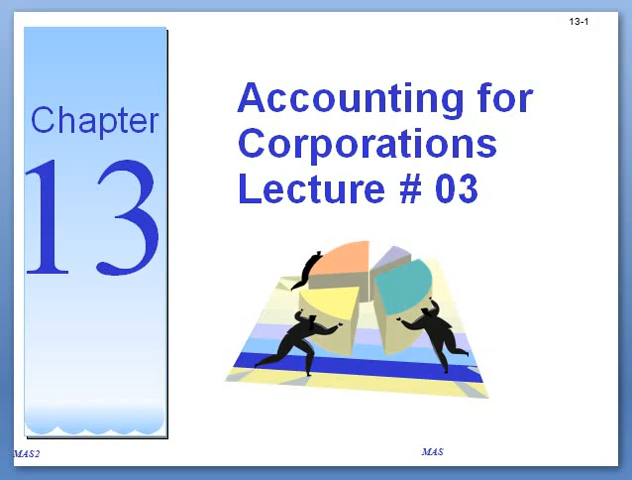 13-1
Chapter
13
Accounting for
Corporations
Lecture # 03
MAS2
MAS